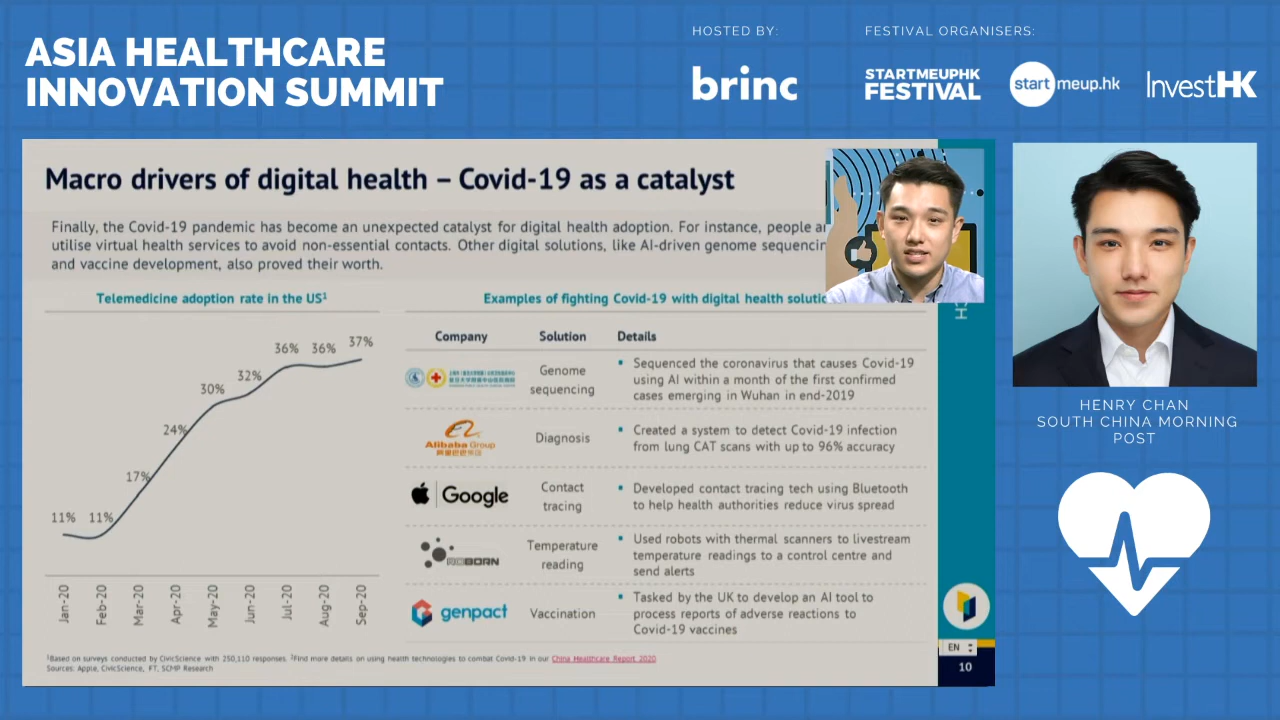 ASIA HEALTHCARE
INNOVATION SUMMIT
HOSTED BY:
brinc
FESTIVAL ORGANISERS:
STARTMEUPHK
FESTIVAL
startmeup.hk
InvestHK
Macro drivers of digital health – Covid-19 as a catalyst
Finally, the Covid-19 pandemic has become an unexpected catalyst for digital health adoption. For instance, people
utilise virtual health services to avoid non-essential contacts. Other digital solutions, like AI-driven genome
and vaccine development, also proved their worth.
Telemedicine adoption rate in the US¹
11%
11%
17%
24%
30%
32%
36%
36%
37%
Jan-20
Feb-20
Mar-20
Apr-20
May-20
Jun-20
Jul-20
Aug-20
Sep-20
Examples of fighting Covid-19 with digital health
Company Solution Details
Genome
sequencing
Sequenced the coronavirus that causes Covid-19
using AI within a month of the first confirmed
cases emerging in Wuhan in end-2019
Alibaba Group
阿里巴巴集团
Diagnosis
Created a system to detect Covid-19 infection
from lung CAT scans with up to 96% accuracy
Google
Contact
tracing
Developed contact tracing tech using Bluetooth
to help health authorities reduce virus spread
ROBORN
Temperature
reading
Used robots with thermal scanners to livestream
temperature readings to a control centre and
send alerts
genpact
Vaccination
Tasked by the UK to develop an AI tool to
process reports of adverse reactions to
Covid-19 vaccines
¹Based on surveys conducted by CivicScience with 250,110 responses. ²Find more details on using health technologies to combat Covid-19 in our China Healthcare Report 2020
Sources: Apple, CivicScience, FT, SCMP Research
EN
10
HENRY CHAN
SOUTH CHINA MORNING
POST